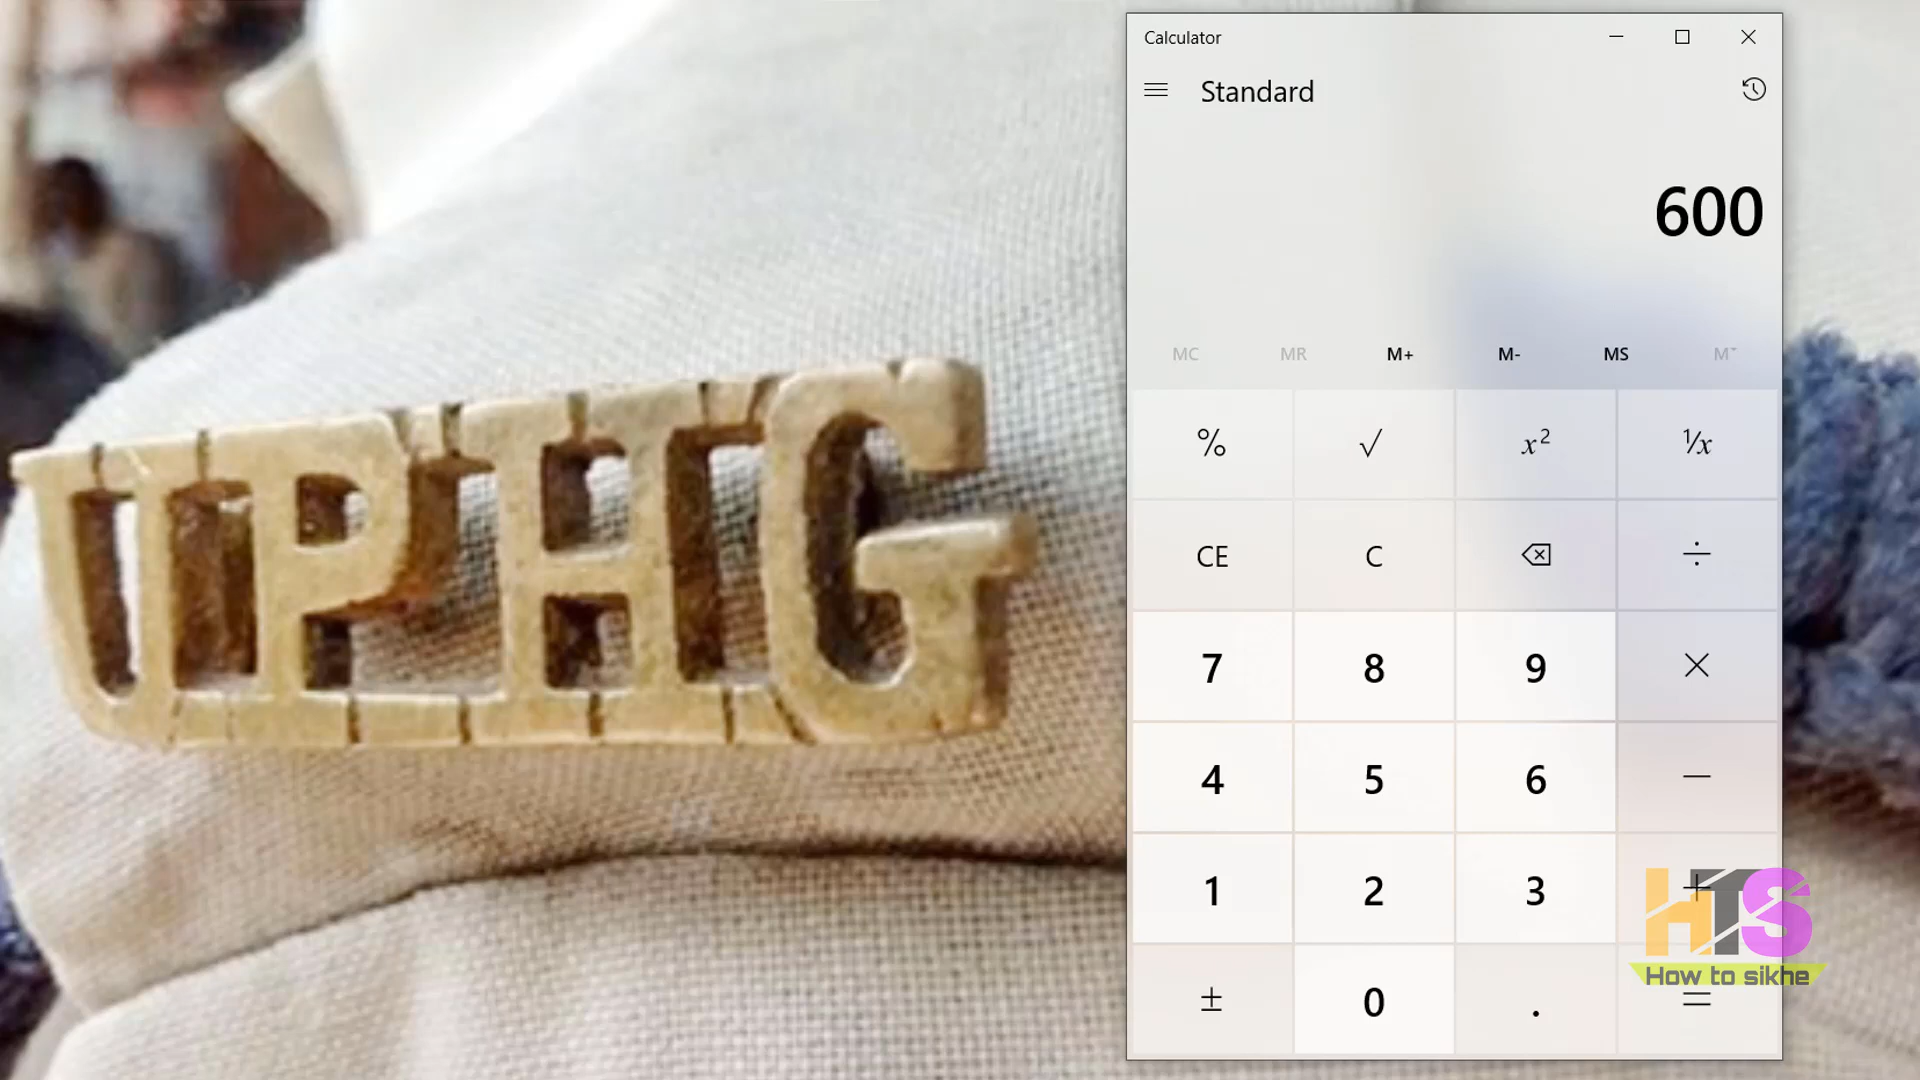 UPHG
Calculator
Standard
600
MC MR M+ M- MS M˅
% √ x² ¹/x
CE C ÷
7 8 9 ×
4 5 6 −
1 2 3 +
± 0 . =
HTS
How to sikhe